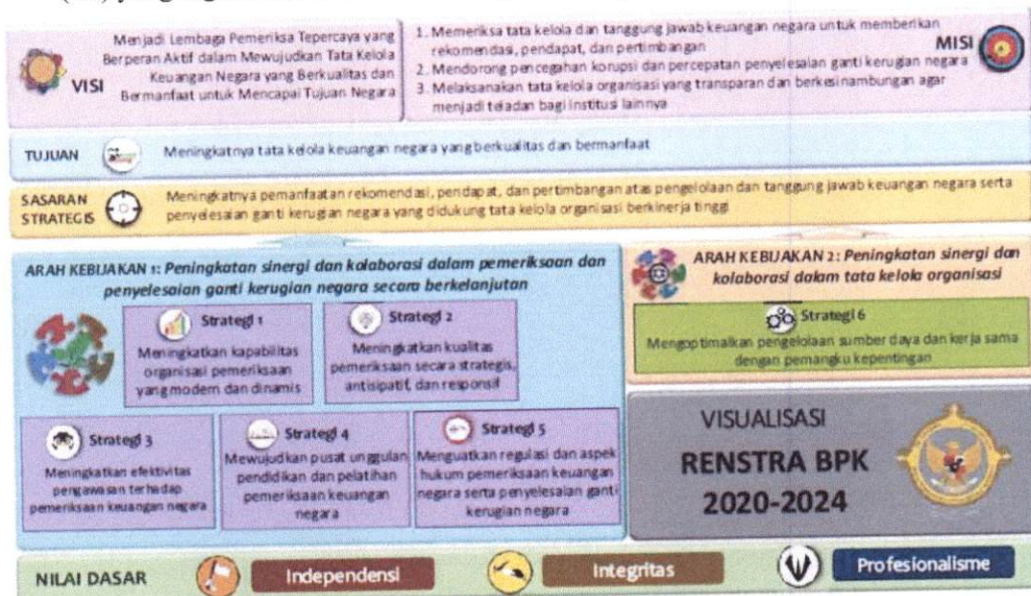 Menjadi Lembaga Pemeriksa Tepercaya yang
Berperan Aktif dalam Mewujudkan Tata Kelola
Keuangan Negara yang Berkualitas dan
Bermanfaat untuk Mencapai Tujuan Negara
VISI
1. Memeriksa tata kelola dan tanggung jawab keuangan negara untuk memberikan
rekomendasi, pendapat, dan pertimbangan
2. Mendorong pencegahan korupsi dan percepatan penyelesaian ganti kerugian negara
3. Melaksanakan tata kelola organisasi yang transparan dan berkesinambungan agar
menjadi teladan bagi institusi lainnya
MISI
TUJUAN
Meningkatnya tata kelola keuangan negara yang berkualitas dan bermanfaat
SASARAN
STRATEGIS
Meningkatnya pemanfaatan rekomendasi, pendapat, dan pertimbangan atas pengelolaan dan tanggung jawab keuangan negara serta
penyelesaian ganti kerugian negara yang didukung tata kelola organisasi berkinerja tinggi
ARAH KEBIJAKAN 1: Peningkatan sinergi dan kolaborasi dalam pemeriksaan dan
penyelesaian ganti kerugian negara secara berkelanjutan
Strategi 1
Meningkatkan kapabilitas
organisasi pemeriksaan
yang modern dan dinamis
Strategi 2
Meningkatkan kualitas
pemeriksaan secara strategis,
antisipatif, dan responsif
Strategi 3
Meningkatkan efektivitas
pengawasan terhadap
pemeriksaan keuangan negara
Strategi 4
Mewujudkan pusat unggulan
pendidikan dan pelatihan
pemeriksaan keuangan
negara
Strategi 5
Menguatkan regulasi dan aspek
hukum pemeriksaan keuangan
negara serta penyelesaian ganti
kerugian negara
ARAH KEBIJAKAN 2: Peningkatan sinergi dan
kolaborasi dalam tata kelola organisasi
Strategi 6
Mengoptimalkan pengelolaan sumber daya dan kerja sama
dengan pemangku kepentingan
VISUALISASI
RENSTRA BPK
2020-2024
NILAI DASAR
Independensi
Integritas
Profesionalisme